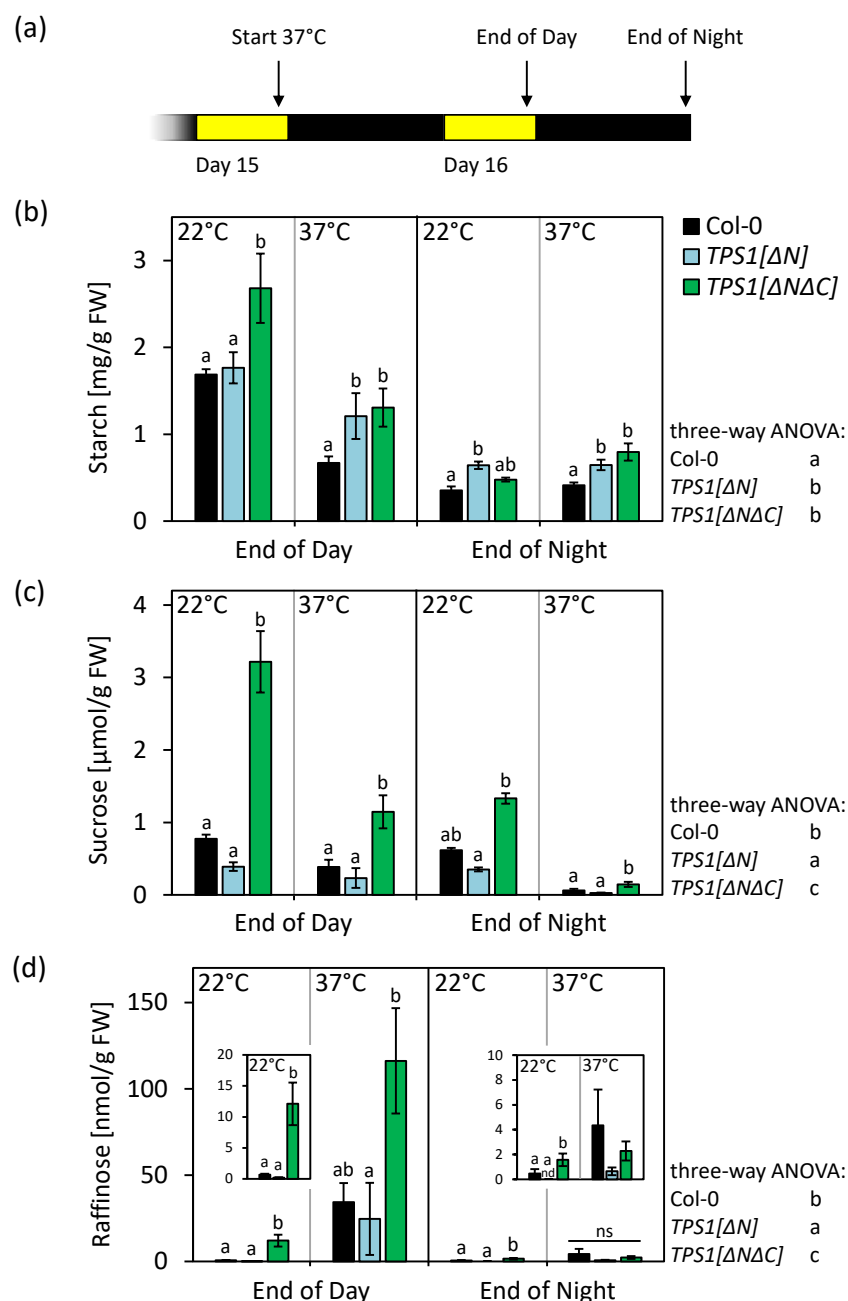 (a)
Start 37°C
End of Day
End of Night
Day 15
Day 16
(b)
22°C
37°C
22°C
37°C
Col-0
TPS1[ΔN]
TPS1[ΔNΔC]
Starch [mg/g FW]
3
2
1
0
a
a
b
a
b
b
a
b
ab
a
b
b
End of Day
End of Night
three-way ANOVA:
Col-0 a
TPS1[ΔN] b
TPS1[ΔNΔC] b
(c)
22°C
37°C
22°C
37°C
Sucrose [µmol/g FW]
4
3
2
1
0
a
a
b
a
a
b
ab
a
b
a
a
b
End of Day
End of Night
three-way ANOVA:
Col-0 b
TPS1[ΔN] a
TPS1[ΔNΔC] c
(d)
22°C
37°C
22°C
37°C
Raffinose [nmol/g FW]
150
100
50
0
20
15
10
5
0
22°C
a
a
b
a
a
b
ab
a
b
10
8
6
4
2
0
22°C
37°C
a
a
nd
b
a
a
b
ns
End of Day
End of Night
three-way ANOVA:
Col-0 b
TPS1[ΔN] a
TPS1[ΔNΔC] c